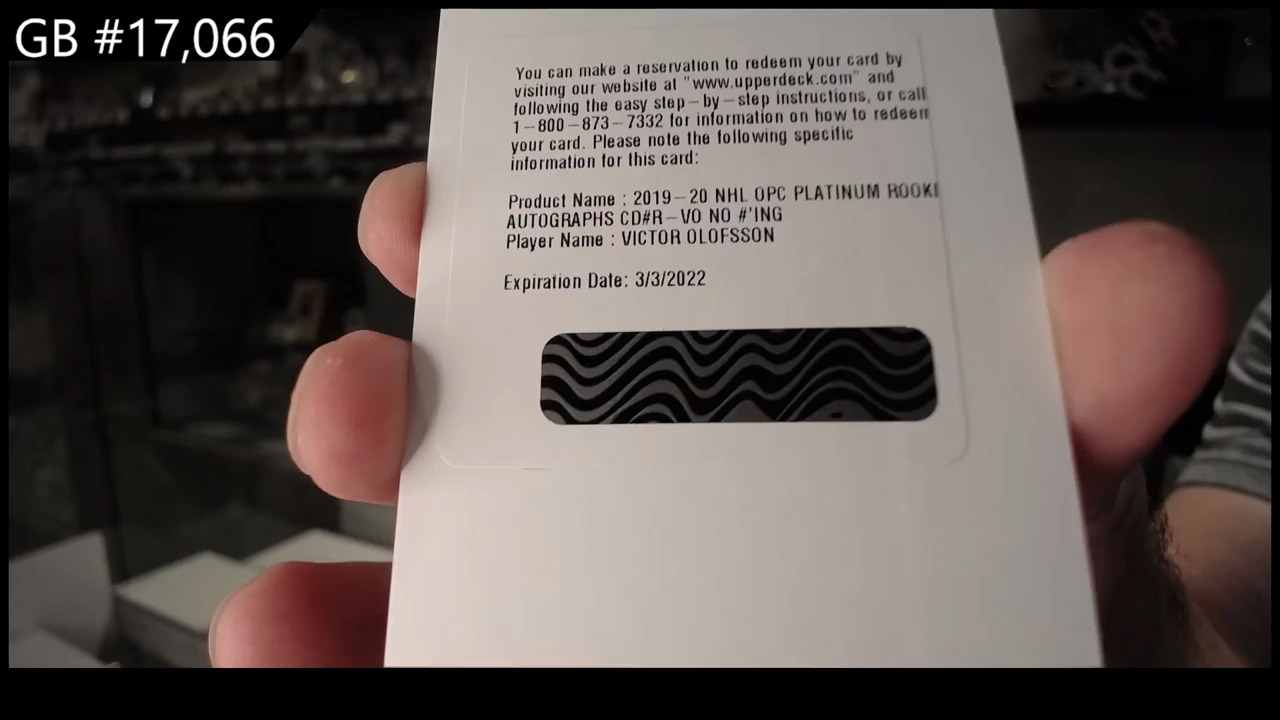 GB #17,066
You can make a reservation to redeem your card by
visiting our website at "www.upperdeck.com" and
following the easy step-by-step instructions, or call
1-800-873-7332 for information on how to redeem
your card. Please note the following specific
information for this card:
Product Name : 2019-20 NHL OPC PLATINUM ROOKI
AUTOGRAPHS CD#R-VO NO #'ING
Player Name : VICTOR OLOFSSON
Expiration Date: 3/3/2022